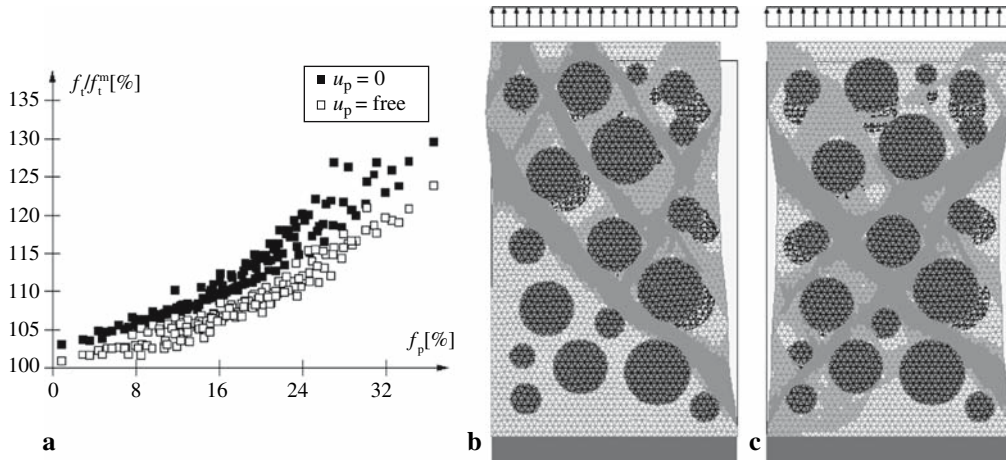 f_t/f_t^m[%]
■ u_p = 0
□ u_p = free
135
130
125
120
115
110
105
100
f_p[%]
0 8 16 24 32
a b c